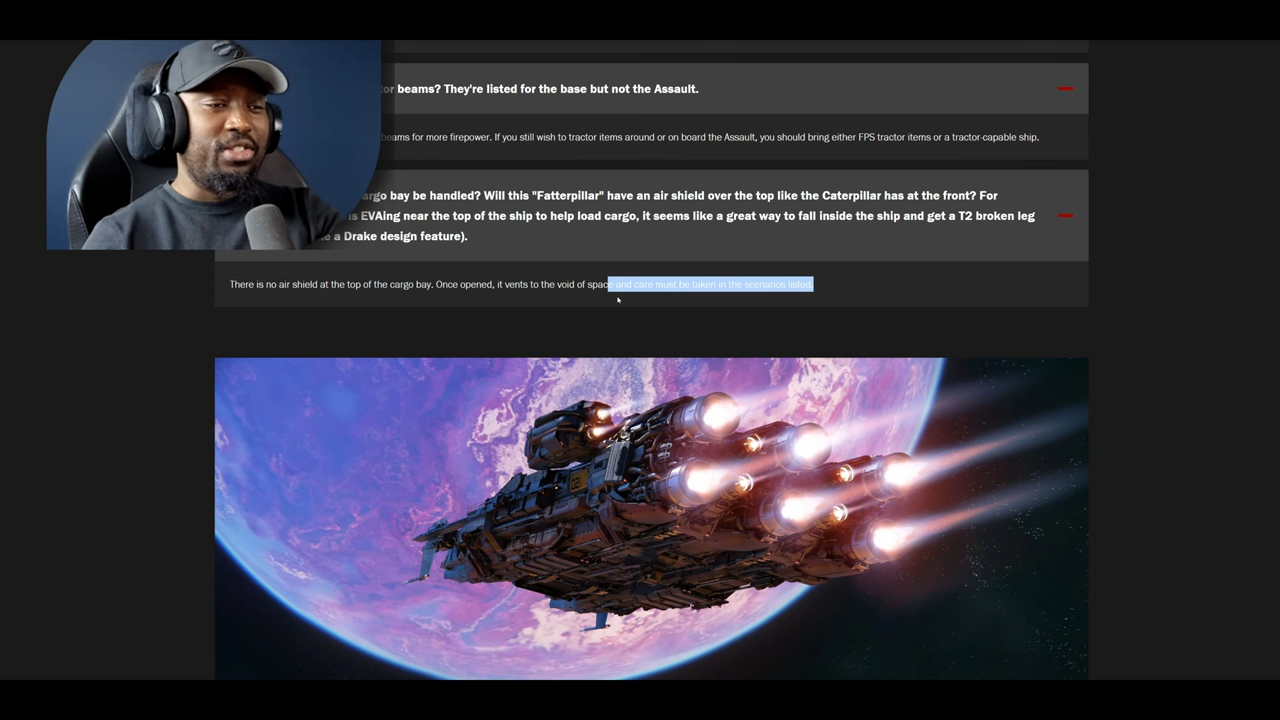 beams? They're listed for the base but not the Assault.
beams for more firepower. If you still wish to tractor items around or on board the Assault, you should bring either FPS tractor items or a tractor-capable ship.
bay be handled? Will this "Fatterpillar" have an air shield over the top like the Caterpillar has at the front? For
EVAing near the top of the ship to help load cargo, it seems like a great way to fall inside the ship and get a T2 broken leg
a Drake design feature).
There is no air shield at the top of the cargo bay. Once opened, it vents to the void of space and care must be taken in the scenarios listed.